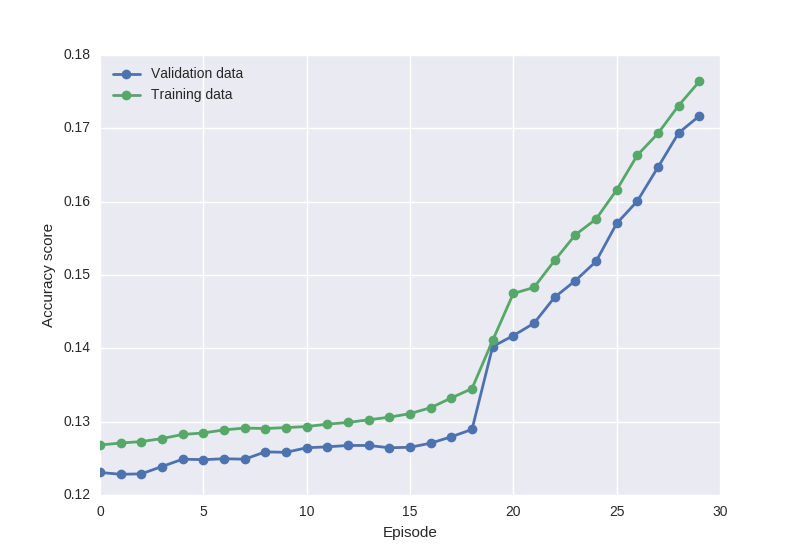 0.18
0.17
0.16
0.15
0.14
0.13
0.12
Accuracy score
Validation data
Training data
0 5 10 15 20 25 30
Episode